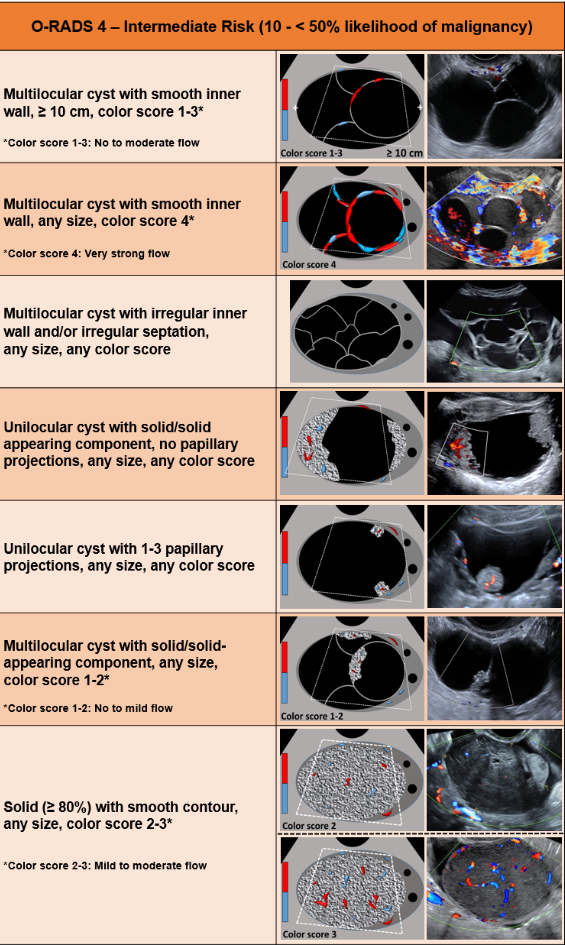 O-RADS 4 – Intermediate Risk (10 - < 50% likelihood of malignancy)
Multilocular cyst with smooth inner
wall, ≥ 10 cm, color score 1-3*
*Color score 1-3: No to moderate flow
Color score 1-3
≥ 10 cm
Multilocular cyst with smooth inner
wall, any size, color score 4*
*Color score 4: Very strong flow
Color score 4
Multilocular cyst with irregular inner
wall and/or irregular septation,
any size, any color score
Unilocular cyst with solid/solid
appearing component, no papillary
projections, any size, any color score
Unilocular cyst with 1-3 papillary
projections, any size, any color score
Multilocular cyst with solid/solid-
appearing component, any size,
color score 1-2*
*Color score 1-2: No to mild flow
Color score 1-2
Solid (≥ 80%) with smooth contour,
any size, color score 2-3*
*Color score 2-3: Mild to moderate flow
Color score 2
Color score 3